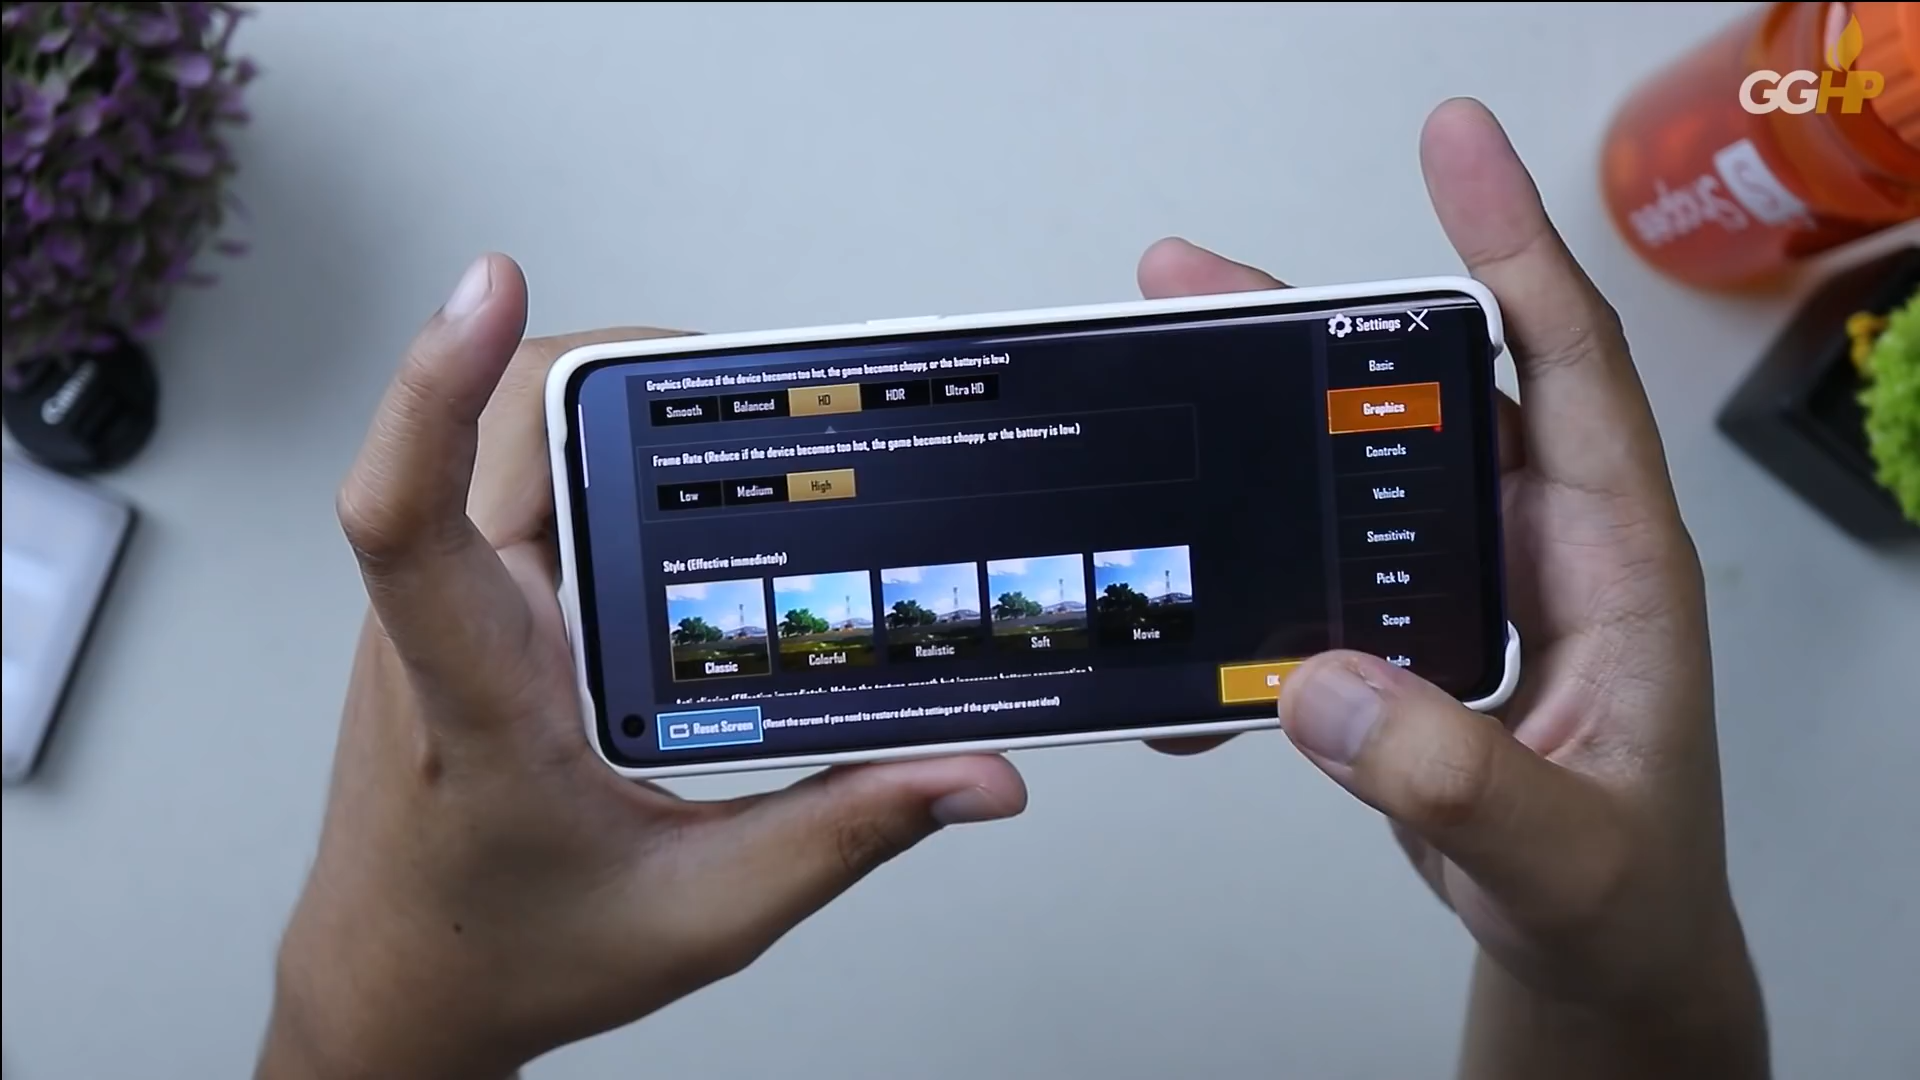 GGHP
Shopee
Canon
Settings
Graphics (Reduce if the device becomes too hot, the game becomes choppy, or the battery is low.)
Smooth Balanced HD HDR Ultra HD
Frame Rate (Reduce if the device becomes too hot, the game becomes choppy, or the battery is low.)
Low Medium High
Style (Effective immediately)
Classic Colorful Realistic Soft Movie
OK
Reset Screen (Reset the screen if you need to restore default settings or if the graphics are not ideal)
Basic
Graphics
Controls
Vehicle
Sensitivity
Pick Up
Scope